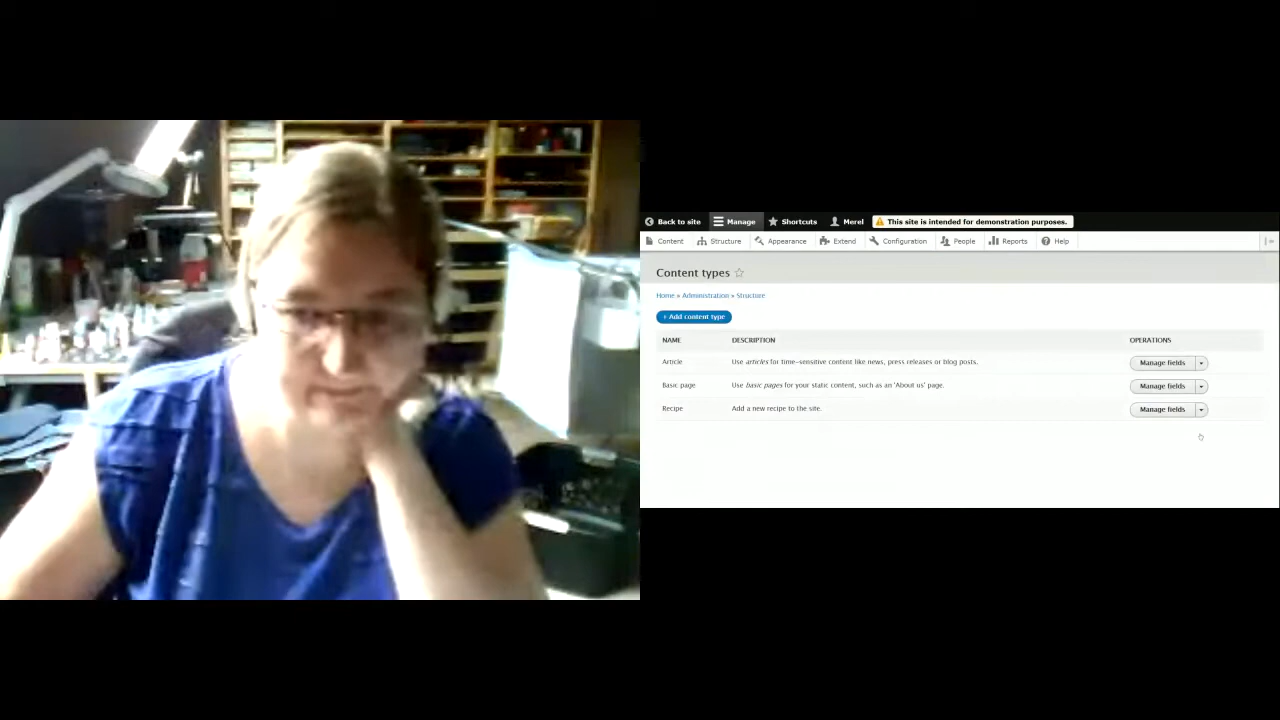 Back to site Manage Shortcuts Merel This site is intended for demonstration purposes.
Content Structure Appearance Extend Configuration People Reports Help
Content types
Home » Administration » Structure
+ Add content type
NAME DESCRIPTION OPERATIONS
Article Use articles for time-sensitive content like news, press releases or blog posts. Manage fields
Basic page Use basic pages for your static content, such as an 'About us' page. Manage fields
Recipe Add a new recipe to the site. Manage fields